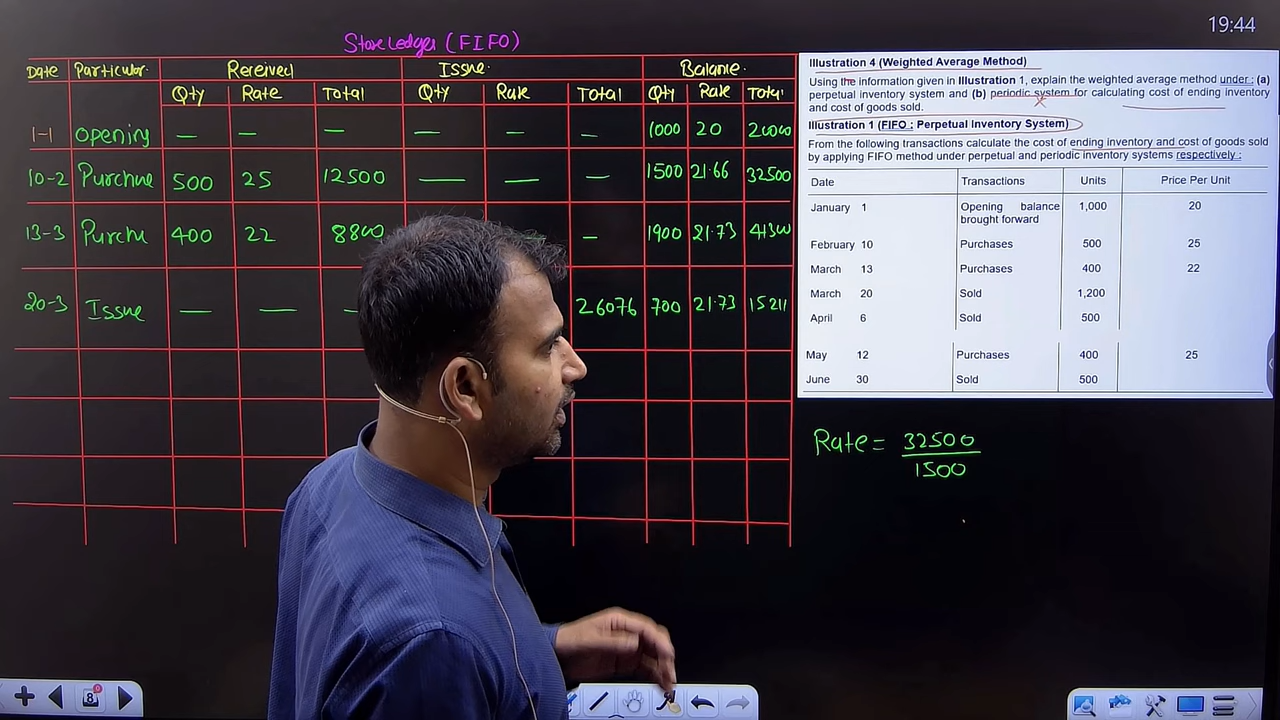 19:44
Store Ledger (FIFO)
Date Particular. Received Issue. Balance.
Qty Rate Total Qty Rate Total Qty Rate Total
1-1 opening — — — — — — 1000 20 20000
10-2 Purchase 500 25 12500 — — — 1500 21.66 32500
13-3 Purchase 400 22 8800 — — 1900 21.73 41300
20-3 Issue — — — 26076 700 21.73 15211
Illustration 4 (Weighted Average Method)
Using the information given in Illustration 1, explain the weighted average method under : (a)
perpetual inventory system and (b) periodic system for calculating cost of ending inventory
and cost of goods sold.
Illustration 1 (FIFO : Perpetual Inventory System)
From the following transactions calculate the cost of ending inventory and cost of goods sold
by applying FIFO method under perpetual and periodic inventory systems respectively :
Date Transactions Units Price Per Unit
January 1 Opening balance 1,000 20
brought forward
February 10 Purchases 500 25
March 13 Purchases 400 22
March 20 Sold 1,200
April 6 Sold 500
May 12 Purchases 400 25
June 30 Sold 500
Rate = 32500
1500
8